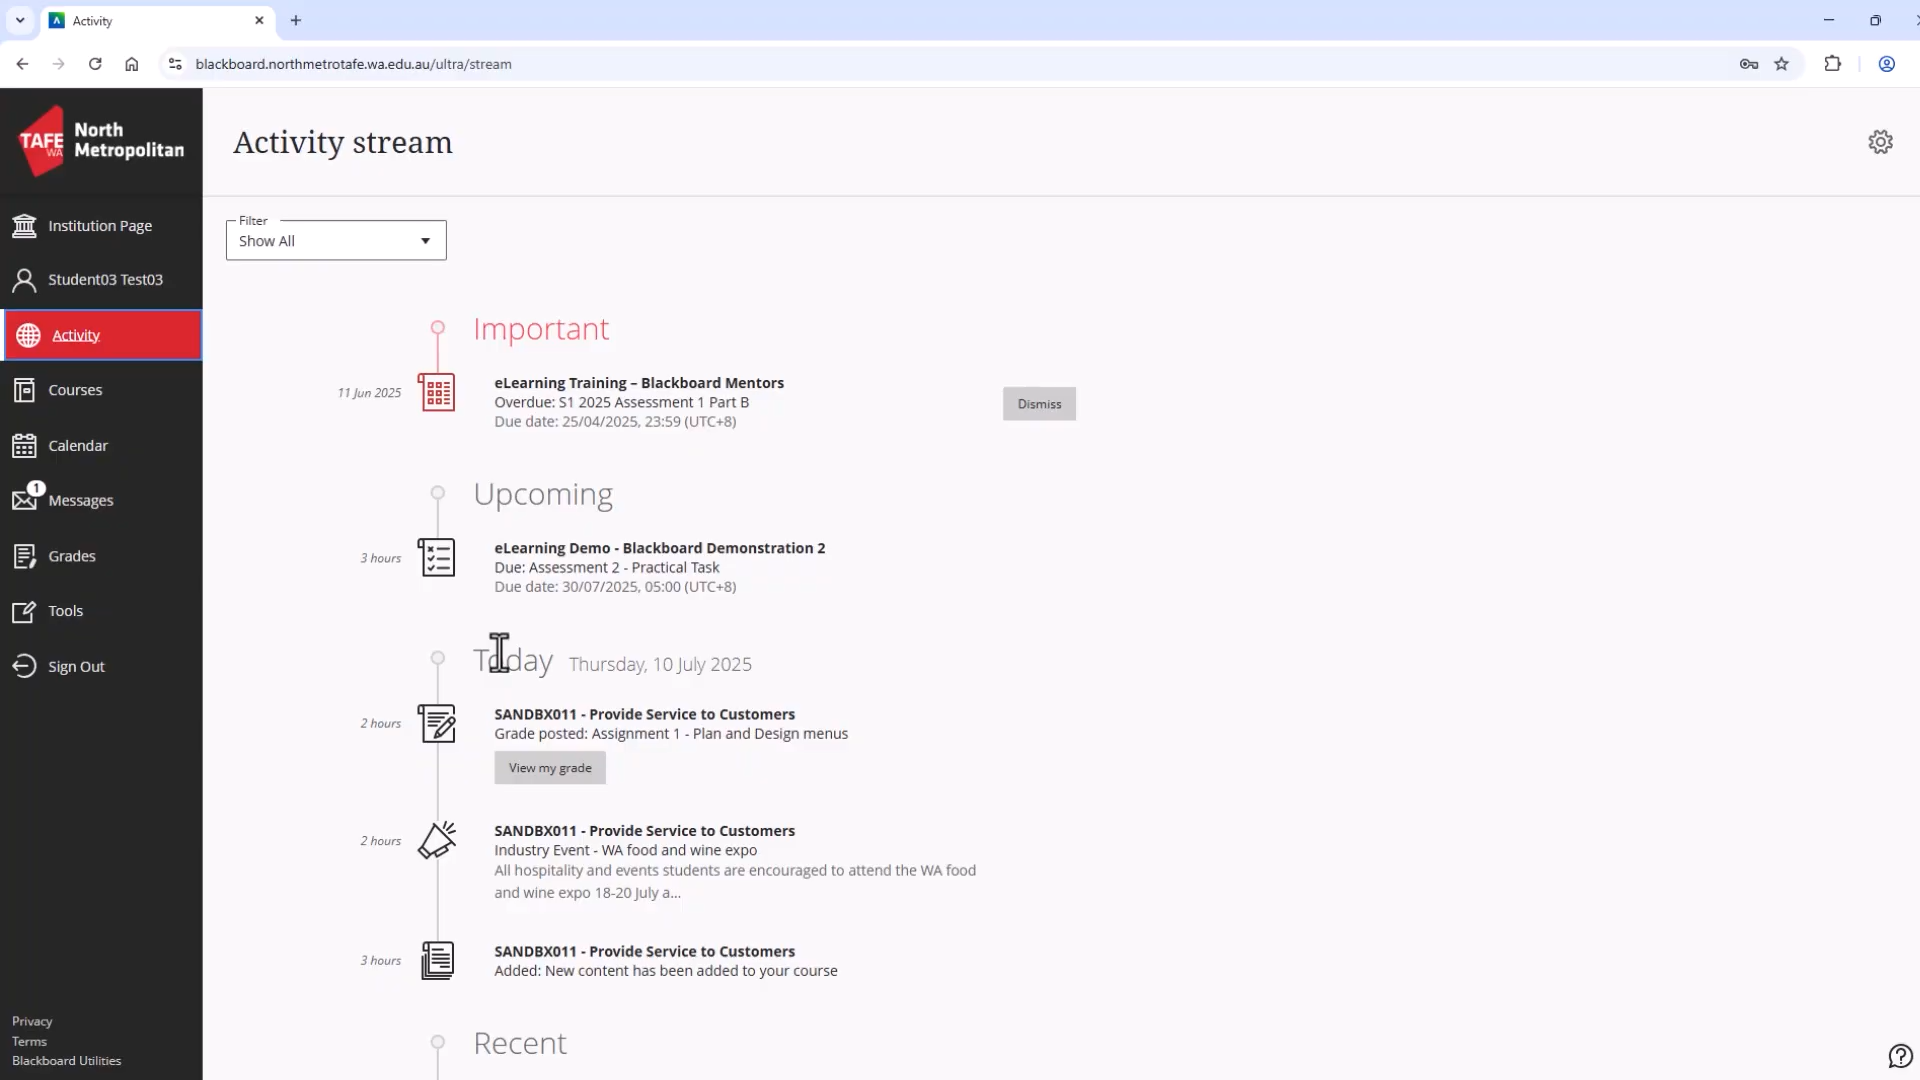 Activity
blackboard.northmetrotafe.wa.edu.au/ultra/stream
TAFE
WA
North
Metropolitan
Institution Page
Student03 Test03
Activity
Courses
Calendar
1
Messages
Grades
Tools
Sign Out
Privacy
Terms
Blackboard Utilities
Activity stream
Filter
Show All
Important
11 Jun 2025
eLearning Training – Blackboard Mentors
Overdue: S1 2025 Assessment 1 Part B
Due date: 25/04/2025, 23:59 (UTC+8)
Dismiss
Upcoming
3 hours
eLearning Demo - Blackboard Demonstration 2
Due: Assessment 2 - Practical Task
Due date: 30/07/2025, 05:00 (UTC+8)
Today Thursday, 10 July 2025
2 hours
SANDBX011 - Provide Service to Customers
Grade posted: Assignment 1 - Plan and Design menus
View my grade
2 hours
SANDBX011 - Provide Service to Customers
Industry Event - WA food and wine expo
All hospitality and events students are encouraged to attend the WA food
and wine expo 18-20 July a...
3 hours
SANDBX011 - Provide Service to Customers
Added: New content has been added to your course
Recent